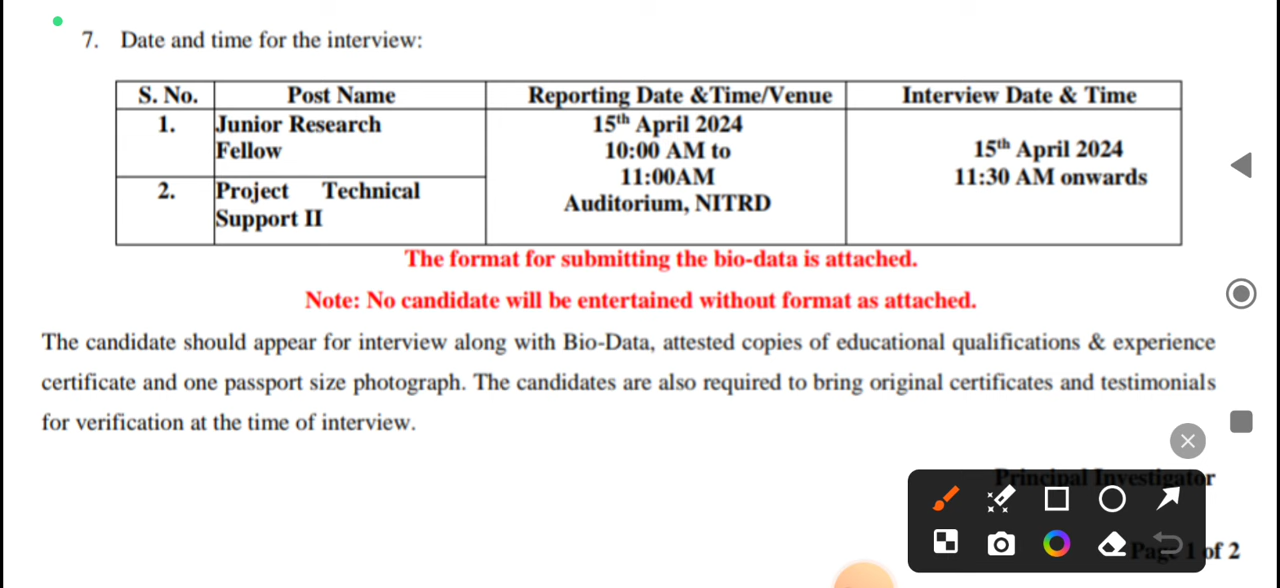 7. Date and time for the interview:
S. No. Post Name Reporting Date &Time/Venue Interview Date & Time
1. Junior Research
Fellow
15th April 2024
10:00 AM to
11:00AM
Auditorium, NITRD
15th April 2024
11:30 AM onwards
2. Project Technical
Support II
The format for submitting the bio-data is attached.
Note: No candidate will be entertained without format as attached.
The candidate should appear for interview along with Bio-Data, attested copies of educational qualifications & experience
certificate and one passport size photograph. The candidates are also required to bring original certificates and testimonials
for verification at the time of interview.
Principal Investigator
Page 1 of 2